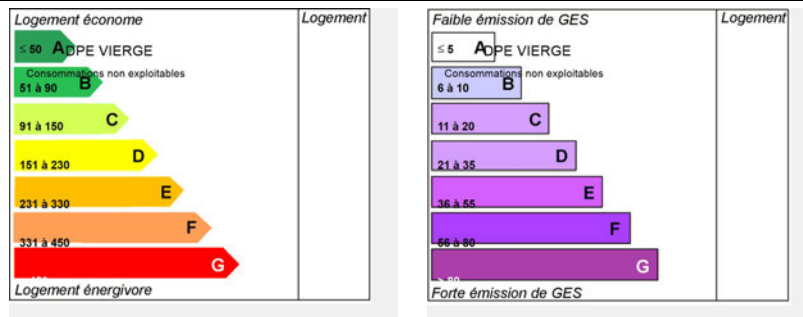 Logement économe
Logement
≤ 50 A DPE VIERGE
Consommations non exploitables
51 à 90 B
91 à 150 C
151 à 230 D
231 à 330 E
331 à 450 F
G
Logement énergivore
Faible émission de GES
Logement
≤ 5 A DPE VIERGE
Consommations non exploitables
6 à 10 B
11 à 20 C
21 à 35 D
36 à 55 E
56 à 80 F
> 80 G
Forte émission de GES